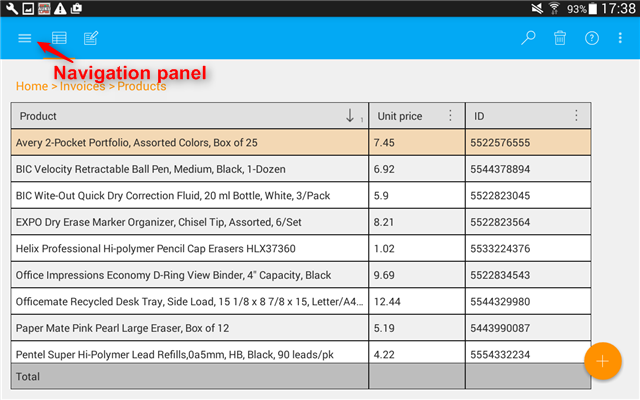 93% 17:38
Navigation panel
Home > Invoices > Products
Product 1 Unit price ID
Avery 2-Pocket Portfolio, Assorted Colors, Box of 25 7.45 5522576555
BIC Velocity Retractable Ball Pen, Medium, Black, 1-Dozen 6.92 5544378894
BIC Wite-Out Quick Dry Correction Fluid, 20 ml Bottle, White, 3/Pack 5.9 5522823045
EXPO Dry Erase Marker Organizer, Chisel Tip, Assorted, 6/Set 8.21 5522823564
Helix Professional Hi-polymer Pencil Cap Erasers HLX37360 1.02 5533224376
Office Impressions Economy D-Ring View Binder, 4" Capacity, Black 9.69 5522834543
Officemate Recycled Desk Tray, Side Load, 15 1/8 x 8 7/8 x 15, Letter/A4... 12.44 5544329980
Paper Mate Pink Pearl Large Eraser, Box of 12 5.19 5443990087
Pentel Super Hi-Polymer Lead Refills,0a5mm, HB, Black, 90 leads/pk 4.22 5554332234
Total